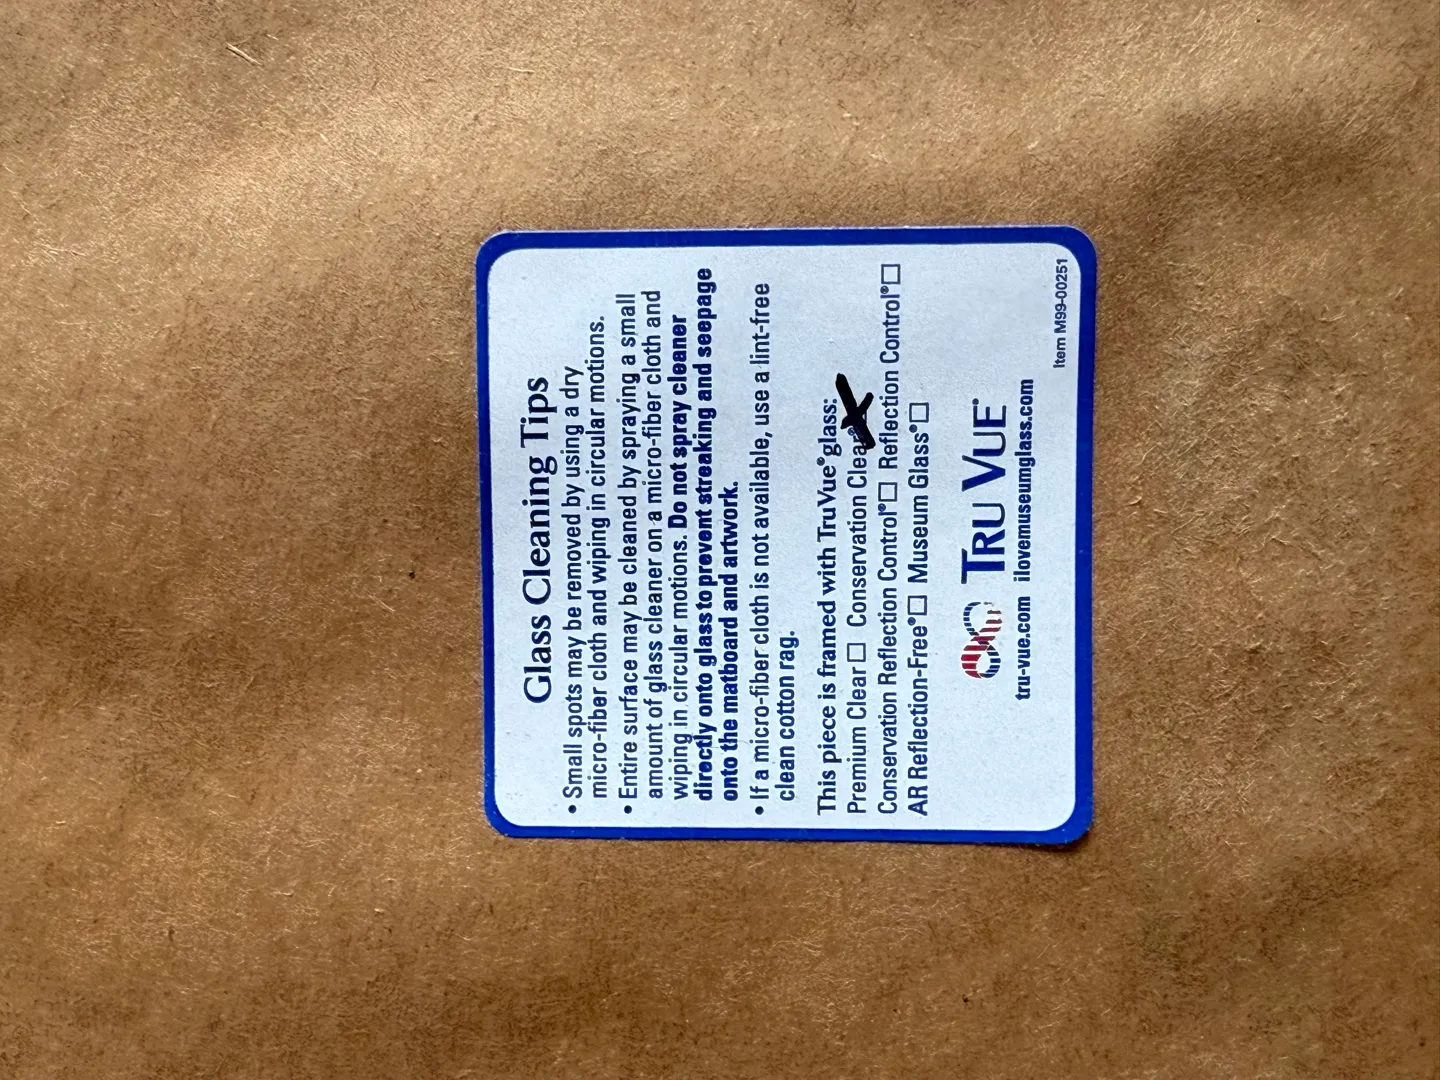 Glass Cleaning Tips
• Small spots may be removed by using a dry
micro-fiber cloth and wiping in circular motions.
• Entire surface may be cleaned by spraying a small
amount of glass cleaner on a micro-fiber cloth and
wiping in circular motions. Do not spray cleaner
directly onto glass to prevent streaking and seepage
onto the matboard and artwork.
• If a micro-fiber cloth is not available, use a lint-free
clean cotton rag.
This piece is framed with Tru Vue® glass:
Premium Clear ☐ Conservation Clear® ☒
Conservation Reflection Control® ☐ Reflection Control® ☐
AR Reflection-Free® ☐ Museum Glass® ☐
TRU VUE®
tru-vue.com ilovemuseumglass.com
Item M99-00251